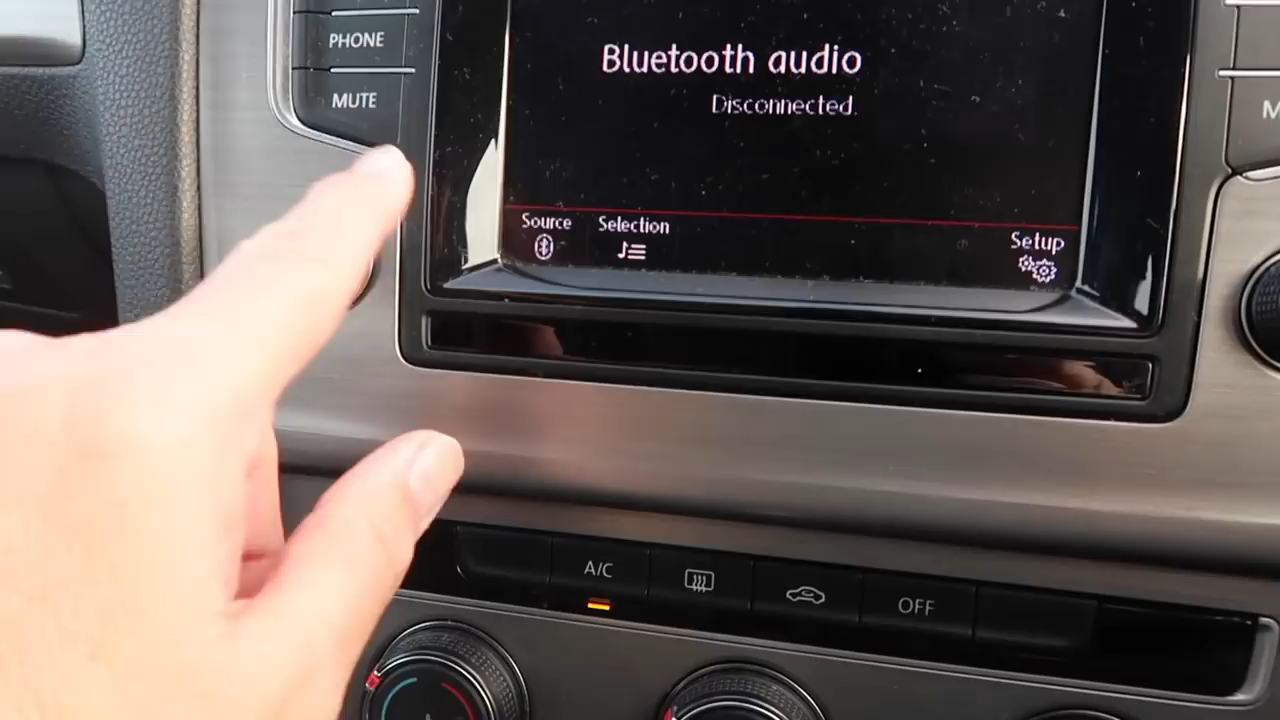 PHONE
MUTE
Bluetooth audio
Disconnected.
Source
Selection
Setup
A/C
OFF